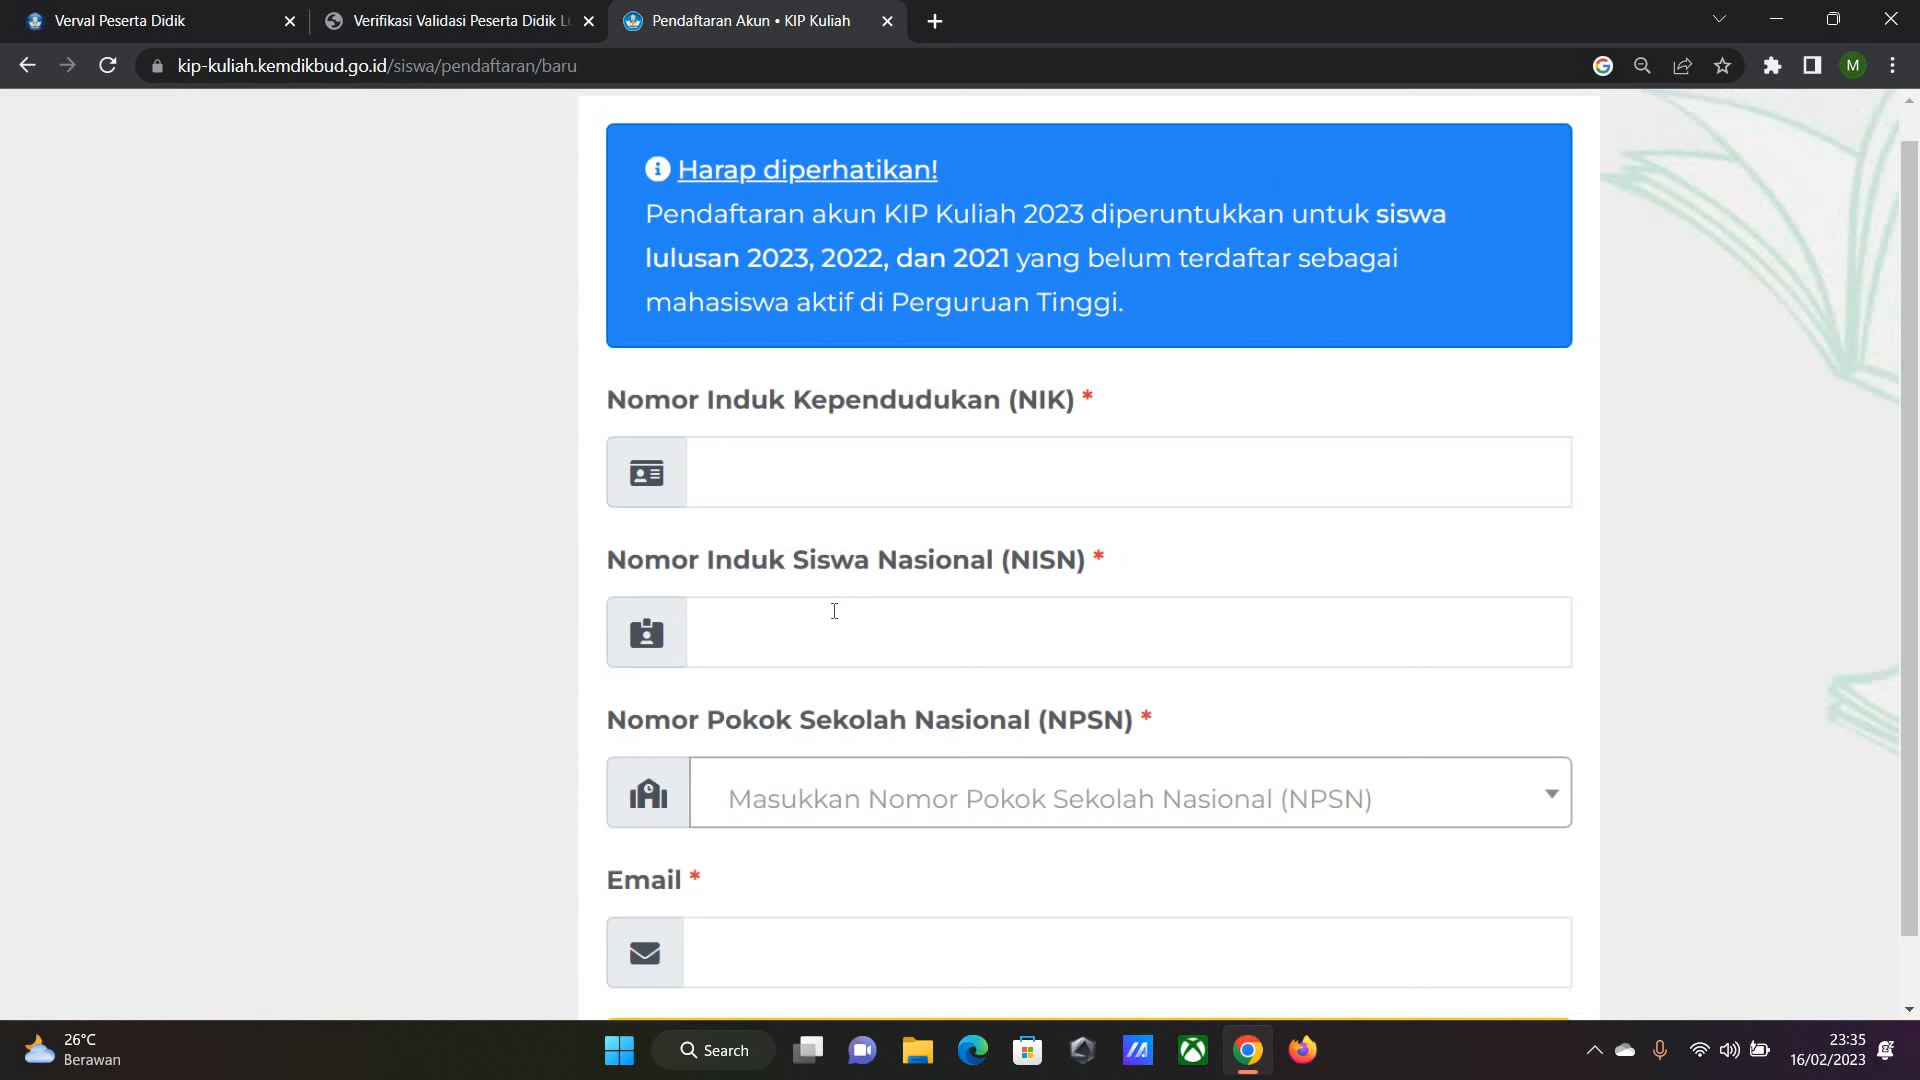 Verval Peserta Didik
Verifikasi Validasi Peserta Didik
Pendaftaran Akun • KIP Kuliah
kip-kuliah.kemdikbud.go.id/siswa/pendaftaran/baru
M
Harap diperhatikan!
Pendaftaran akun KIP Kuliah 2023 diperuntukkan untuk siswa
lulusan 2023, 2022, dan 2021 yang belum terdaftar sebagai
mahasiswa aktif di Perguruan Tinggi.
Nomor Induk Kependudukan (NIK) *
Nomor Induk Siswa Nasional (NISN) *
Nomor Pokok Sekolah Nasional (NPSN) *
Masukkan Nomor Pokok Sekolah Nasional (NPSN)
Email *
26°C
Berawan
Search
23:35
16/02/2023